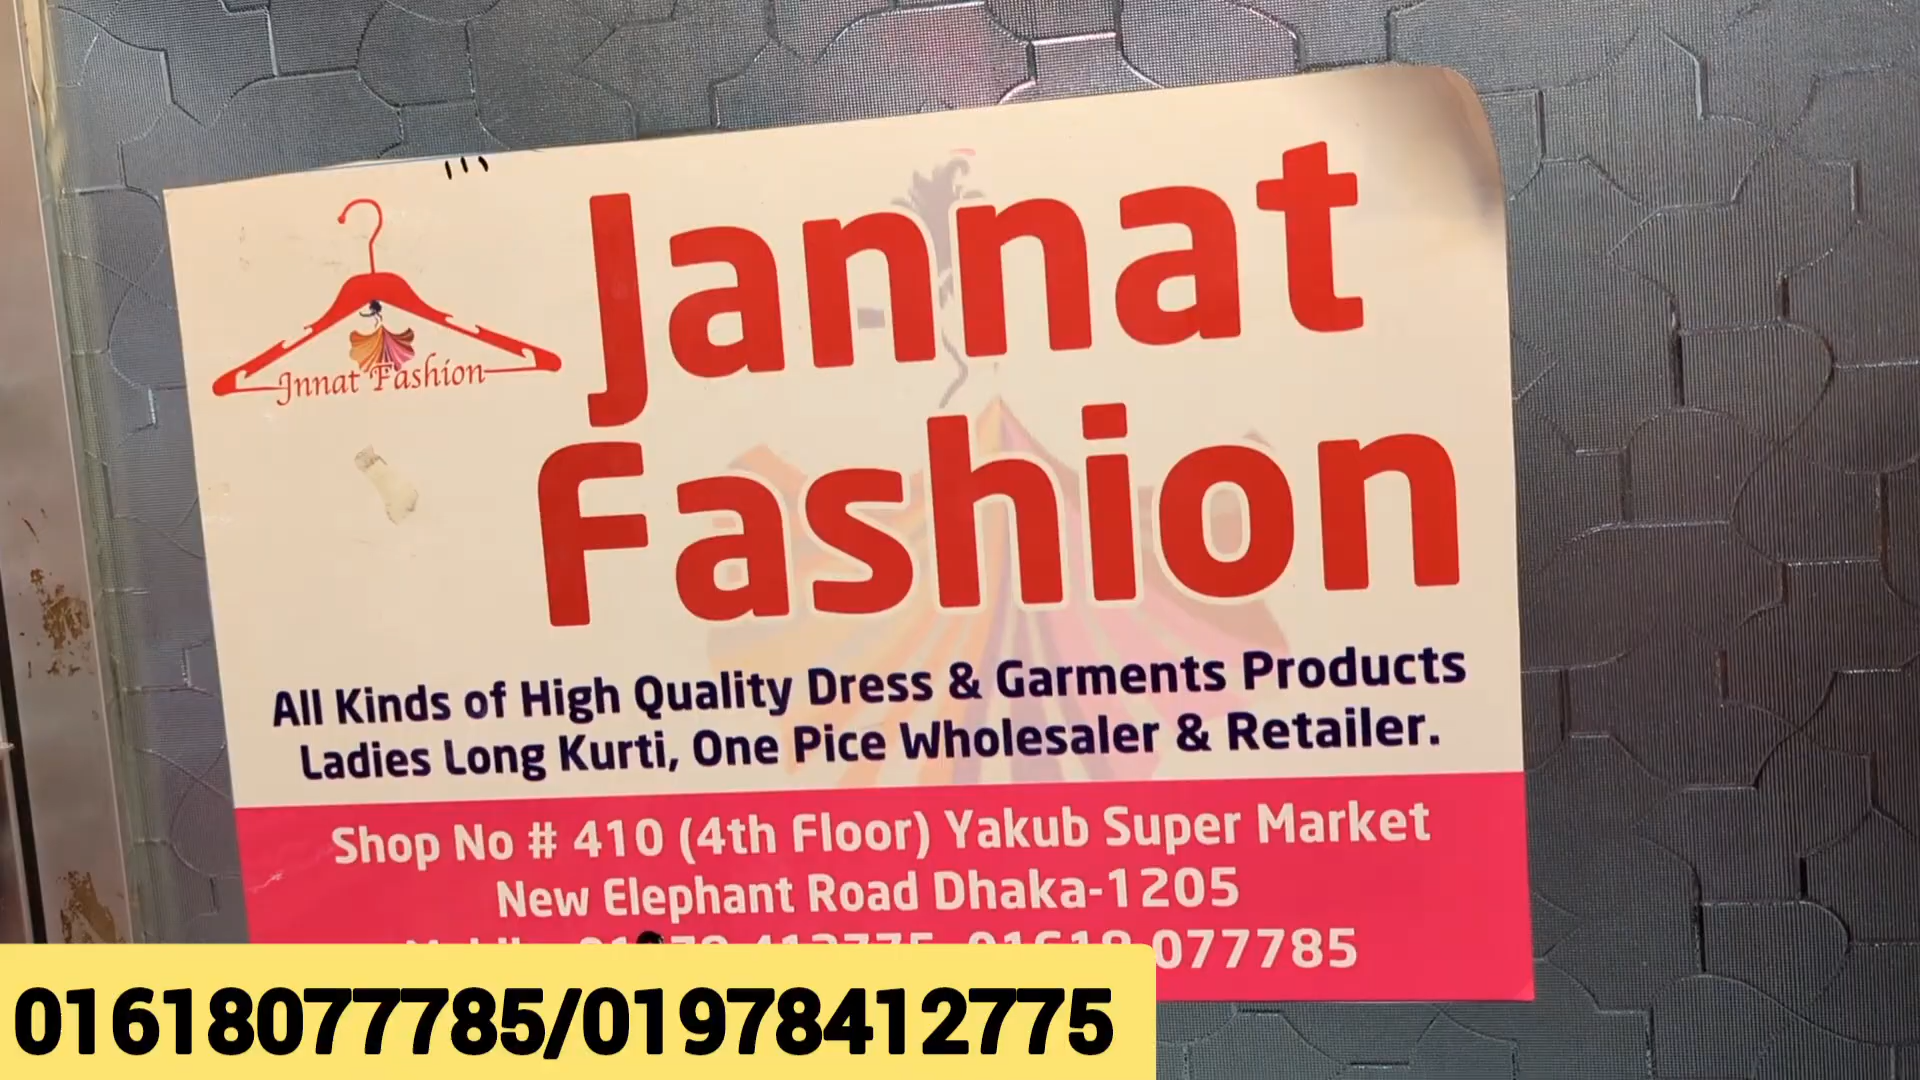 Jannat
Jnnat Fashion
Fashion
All Kinds of High Quality Dress & Garments Products
Ladies Long Kurti, One Pice Wholesaler & Retailer.
Shop No # 410 (4th Floor) Yakub Super Market
New Elephant Road Dhaka-1205
077785
01618077785/01978412775